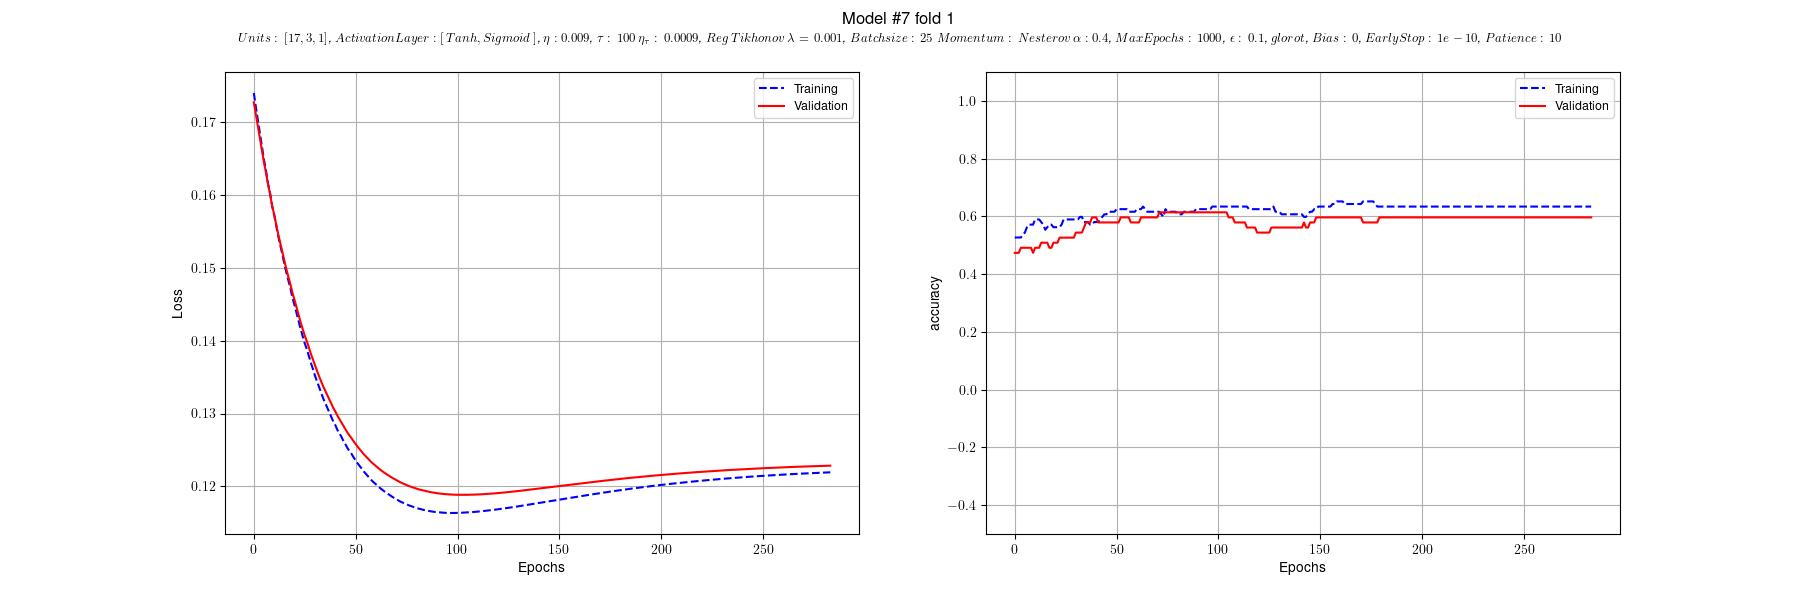 Model #7 fold 1
Units : [17, 3, 1], ActivationLayer : [Tanh, Sigmoid ], η : 0.009, τ : 100 ητ : 0.0009, Reg Tikhonov λ = 0.001, Batchsize : 25 Momentum : Nesterov α : 0.4, MaxEpochs : 1000, ϵ : 0.1, glorot, Bias : 0, EarlyStop : 1e − 10, Patience : 10
Training
Validation
0.17
0.16
0.15
0.14
0.13
0.12
Loss
0 50 100 150 200 250
Epochs
Training
Validation
1.0
0.8
0.6
0.4
0.2
0.0
−0.2
−0.4
accuracy
0 50 100 150 200 250
Epochs